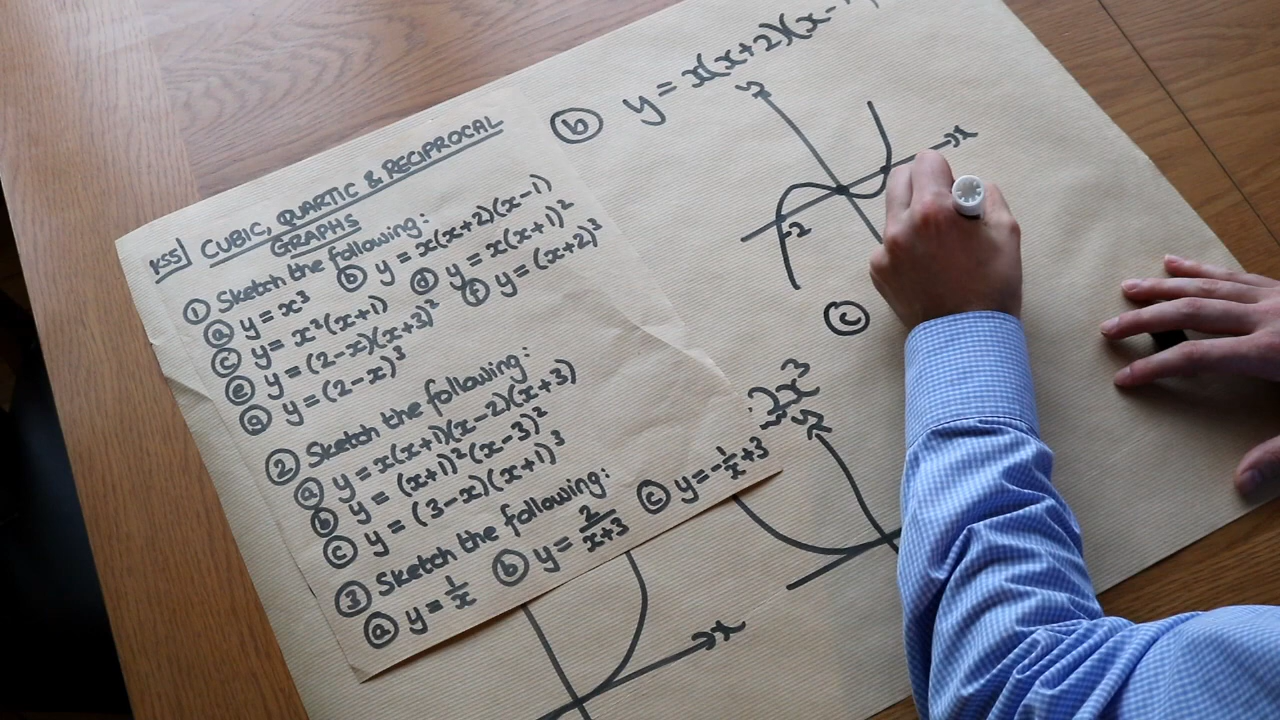 KS5 CUBIC, QUARTIC & RECIPROCAL
GRAPHS
① Sketch the following:
ⓐ y = x³ ⓑ y = x(x+2)(x-1)
ⓒ y = x²(x+1) ⓓ y = x(x+1)²
ⓔ y = (2-x)(x+3)² ⓕ y = (x+2)³
ⓐ y = (2-x)³
② Sketch the following:
ⓐ y = x(x+1)(x-2)(x+3)
ⓑ y = (x+1)²(x-3)²
ⓒ y = (3-x)(x+1)³
③ Sketch the following:
ⓐ y = 1/x ⓑ y = 2/(x+3) ⓒ y = -1/x+3
ⓑ y = x(x+2)(x-
y
x
-2
ⓒ
2x³
y
x